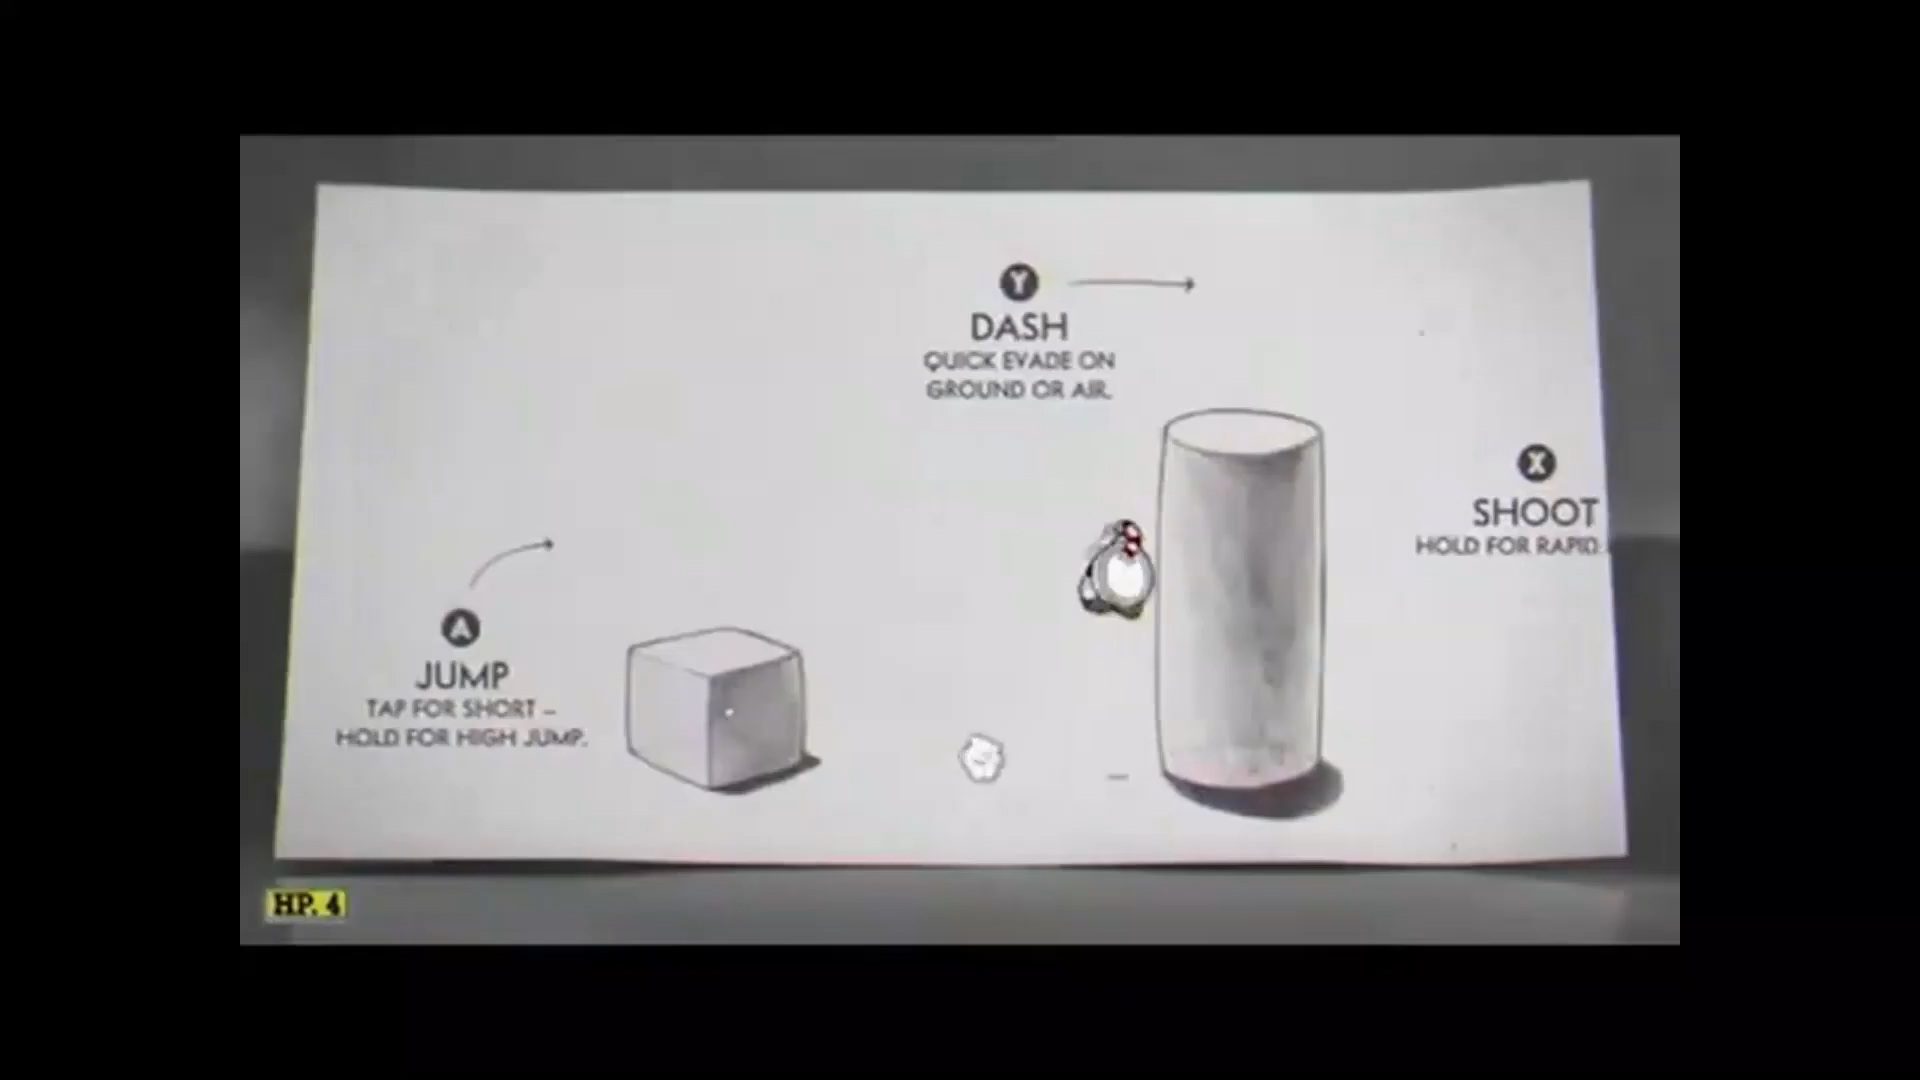 Y
DASH
QUICK EVADE ON
GROUND OR AIR.
X
SHOOT
HOLD FOR RAPID.
A
JUMP
TAP FOR SHORT –
HOLD FOR HIGH JUMP.
HP. 4